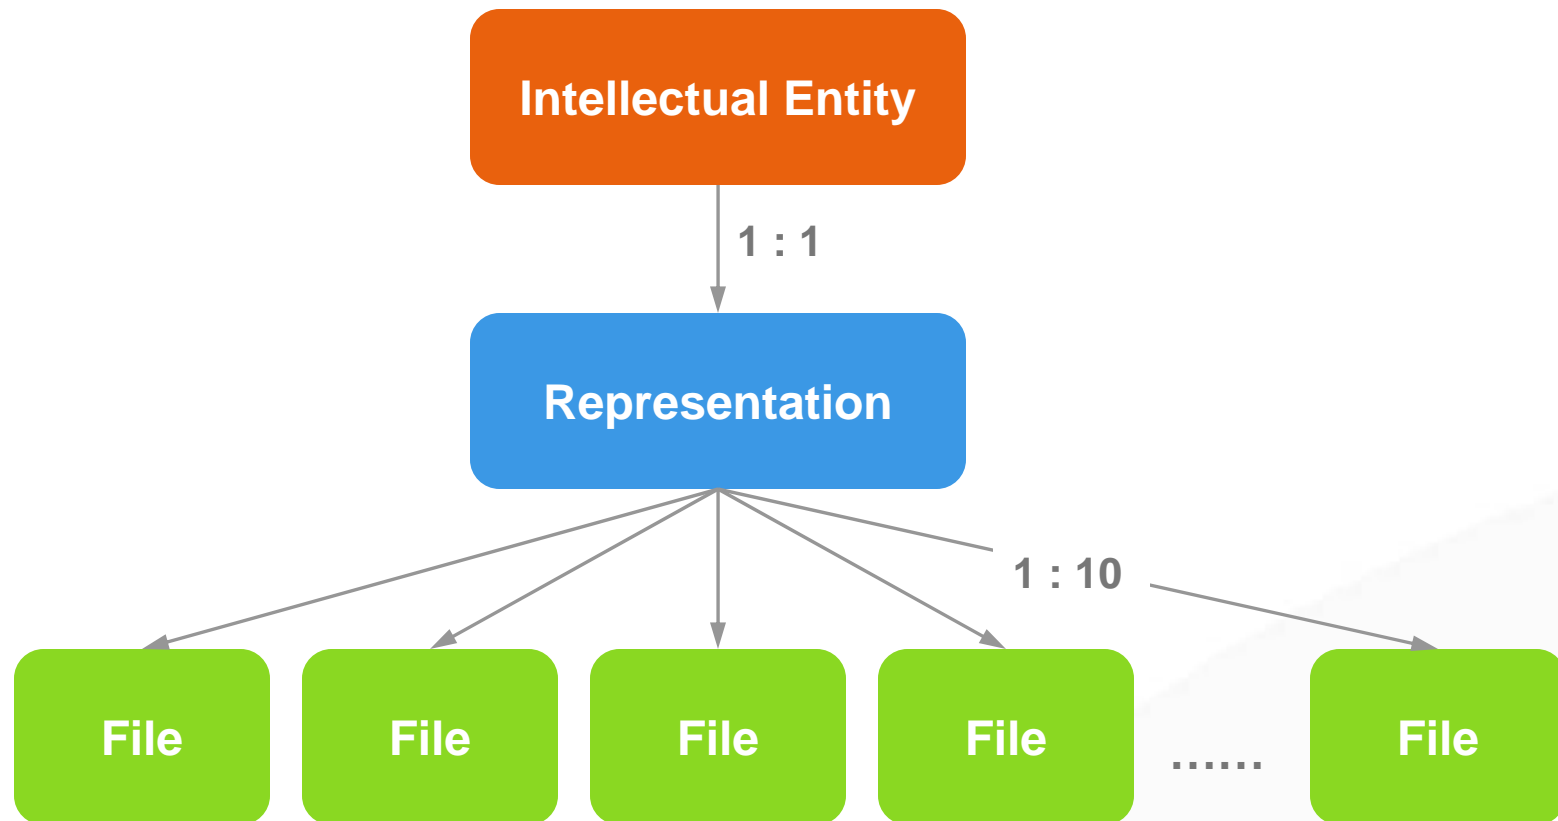 Intellectual Entity
1 : 1
Representation
1 : 10
File
File
File
File
......
File